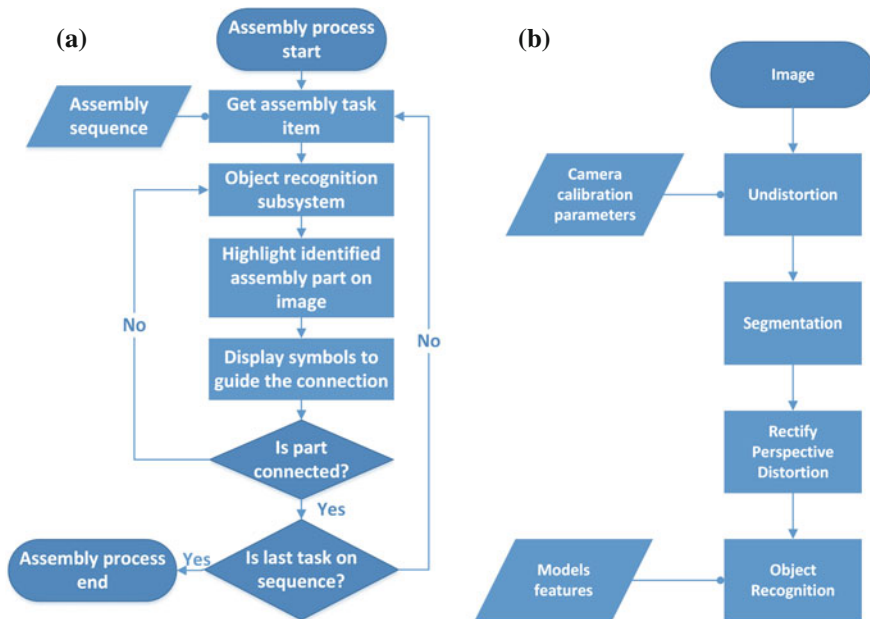 (a)
Assembly process
start
Assembly
sequence
Get assembly task
item
Object recognition
subsystem
Highlight identified
assembly part on
image
No
No
Display symbols to
guide the connection
Is part
connected?
Yes
Assembly process
end
Yes
Is last task on
sequence?
(b)
Image
Camera
calibration
parameters
Undistortion
Segmentation
Rectify
Perspective
Distortion
Models
features
Object
Recognition